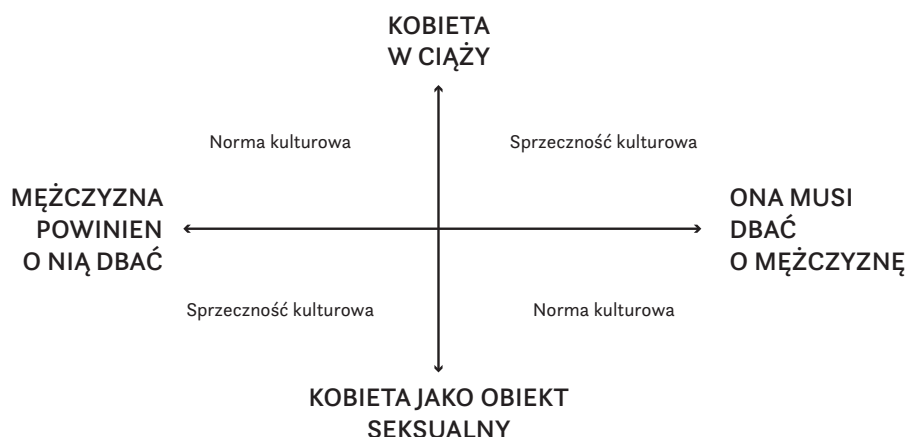 KOBIETA
W CIĄŻY
Norma kulturowa
Sprzeczność kulturowa
MĘŻCZYZNA
POWINIEN
O NIĄ DBAĆ
ONA MUSI
DBAĆ
O MĘŻCZYZNĘ
Sprzeczność kulturowa
Norma kulturowa
KOBIETA JAKO OBIEKT
SEKSUALNY